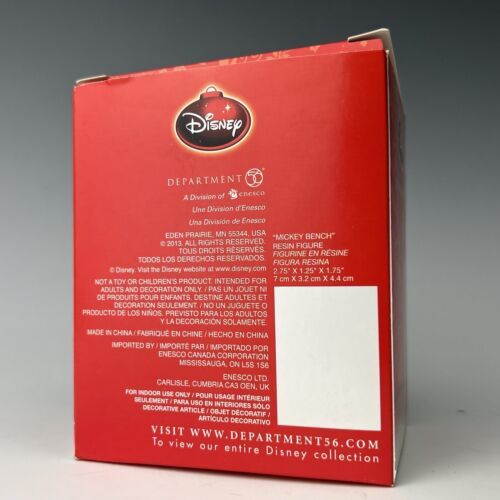 Disney
DEPARTMENT 56®
A Division of enesco
Une Division d'Enesco
Una División de Enesco
EDEN PRAIRIE, MN 55344, USA
© 2013. ALL RIGHTS RESERVED.
TOUS DROITS RÉSERVÉS
TODOS LOS DERECHOS RESERVADOS.
© Disney. Visit the Disney website at www.disney.com
"MICKEY BENCH"
RESIN FIGURE
FIGURINE EN RÉSINE
FIGURA RESINA
2.75" X 1.25" X 1.75"
7 cm X 3.2 cm X 4.4 cm
NOT A TOY OR CHILDREN'S PRODUCT. INTENDED FOR
ADULTS AND DECORATION ONLY. / PAS UN JOUET NI
DE PRODUITS POUR ENFANTS. DESTINE ADULTES ET
DECORATION SEULEMENT. / NO UN JUGUETE O
PRODUCTO DE LOS NIÑOS. PREVISTO PARA LOS ADULTOS
Y LA DECORACIÓN SOLAMENTE.
MADE IN CHINA / FABRIQUÉ EN CHINE / HECHO EN CHINA
IMPORTED BY / IMPORTÉ PAR / IMPORTADO POR
ENESCO CANADA CORPORATION
MISSISSAUGA, ON L5S 1S6
ENESCO LTD.
CARLISLE, CUMBRIA CA3 OEN, UK
FOR INDOOR USE ONLY / POUR USAGE INTÉRIEUR
SEULEMENT / PARA USO EN INTERIORES SÓLO
DECORATIVE ARTICLE / OBJET DÉCORATIF /
ARTÍCULO DECORATIVO
VISIT WWW.DEPARTMENT56.COM
To view our entire Disney collection